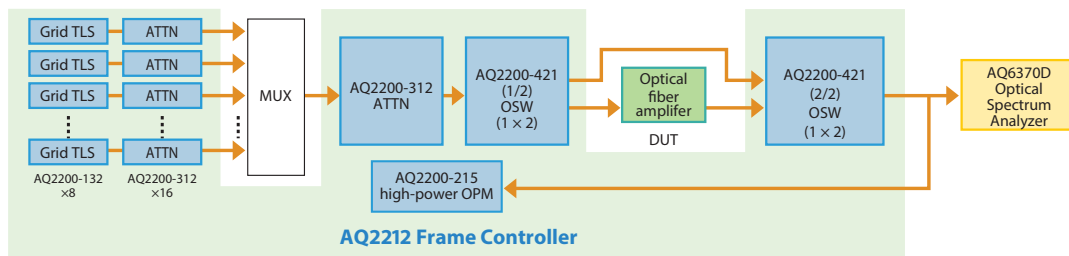 Grid TLS
ATTN
Grid TLS
ATTN
Grid TLS
ATTN
Grid TLS
ATTN
AQ2200-132
×8
AQ2200-312
×16
MUX
AQ2200-312
ATTN
AQ2200-421
(1/2)
OSW
(1 × 2)
Optical
fiber
amplifer
DUT
AQ2200-421
(2/2)
OSW
(1 × 2)
AQ6370D
Optical
Spectrum
Analyzer
AQ2200-215
high-power OPM
AQ2212 Frame Controller